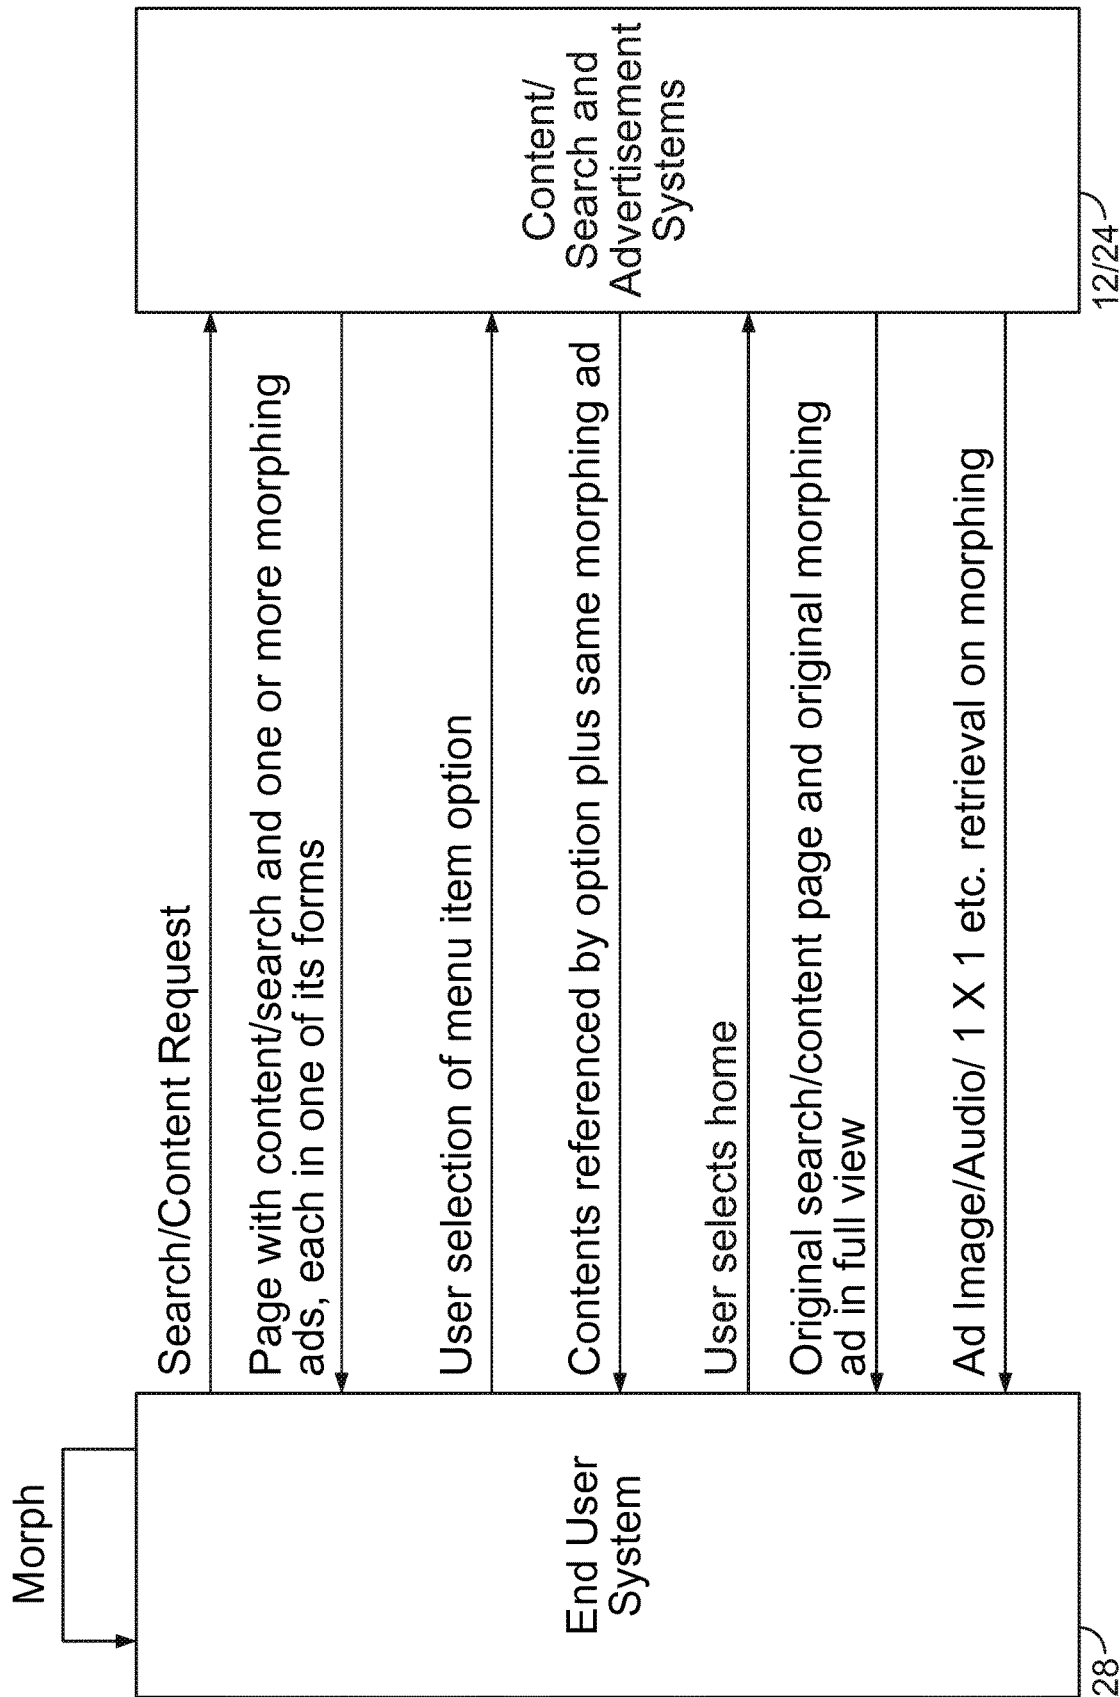 Morph
End User
System
28
Search/Content Request
Page with content/search and one or more morphing
ads, each in one of its forms
User selection of menu item option
Contents referenced by option plus same morphing ad
User selects home
Original search/content page and original morphing
ad in full view
Ad Image/Audio/ 1 X 1 etc. retrieval on morphing
Content/
Search and
Advertisement
Systems
12/24